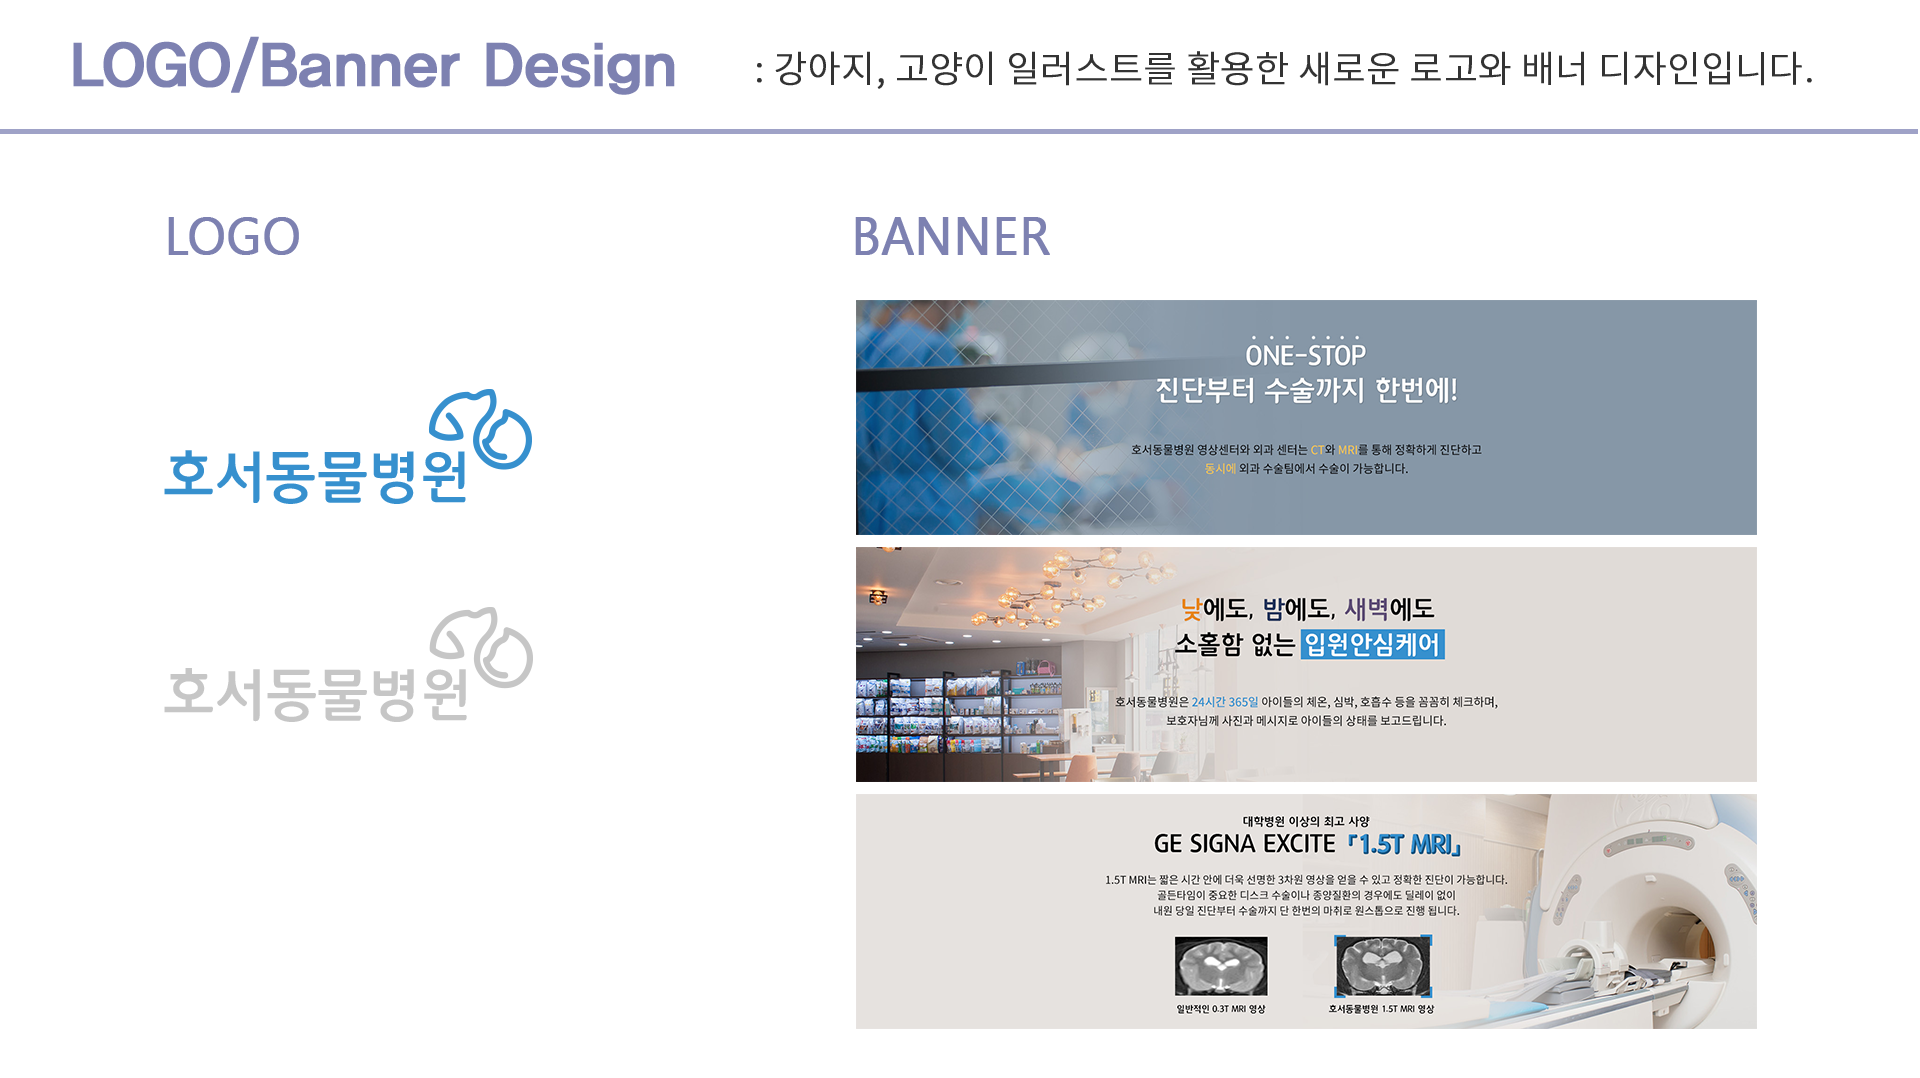 LOGO/Banner Design : 강아지, 고양이 일러스트를 활용한 새로운 로고와 배너 디자인입니다.
LOGO
호서동물병원
호서동물병원
BANNER
ONE-STOP
진단부터 수술까지 한번에!
호서동물병원 영상센터와 외과 센터는 CT와 MRI를 통해 정확하게 진단하고
동시에 외과 수술팀에서 수술이 가능합니다.
낮에도, 밤에도, 새벽에도
소홀함 없는 입원안심케어
호서동물병원은 24시간 365일 아이들의 체온, 심박, 호흡수 등을 꼼꼼히 체크하며,
보호자님께 사진과 메시지로 아이들의 상태를 보고드립니다.
대학병원 이상의 최고 사양
GE SIGNA EXCITE 「1.5T MRI」
1.5T MRI는 짧은 시간 안에 더욱 선명한 3차원 영상을 얻을 수 있고 정확한 진단이 가능합니다.
골든타임이 중요한 디스크 수술이나 종양질환의 경우에도 딜레이 없이
내원 당일 진단부터 수술까지 단 한번의 마취로 원스톱으로 진행 됩니다.
일반적인 0.3T MRI 영상
호서동물병원 1.5T MRI 영상